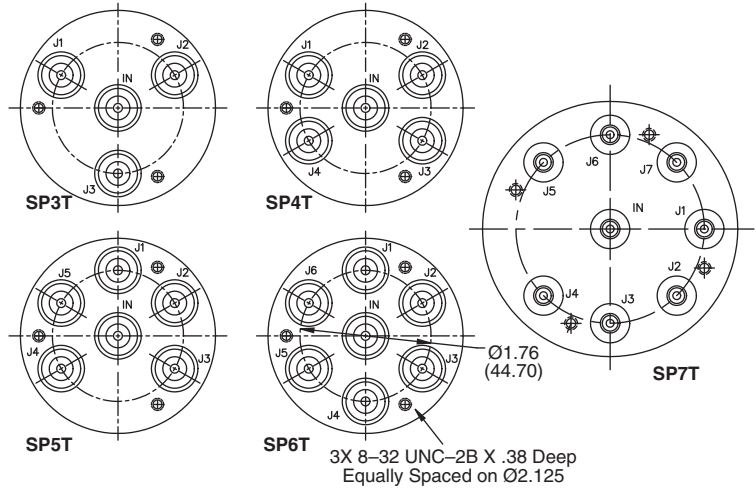 J1
J2
IN
J3
SP3T
J1
J2
IN
J4
J3
SP4T
J6
J5
J7
IN
J1
J4
J3
J2
SP7T
J1
J5
J2
IN
J4
J3
SP5T
J1
J6
J2
IN
J5
J3
J4
SP6T
Ø1.76
(44.70)
3X 8–32 UNC–2B X .38 Deep
Equally Spaced on Ø2.125